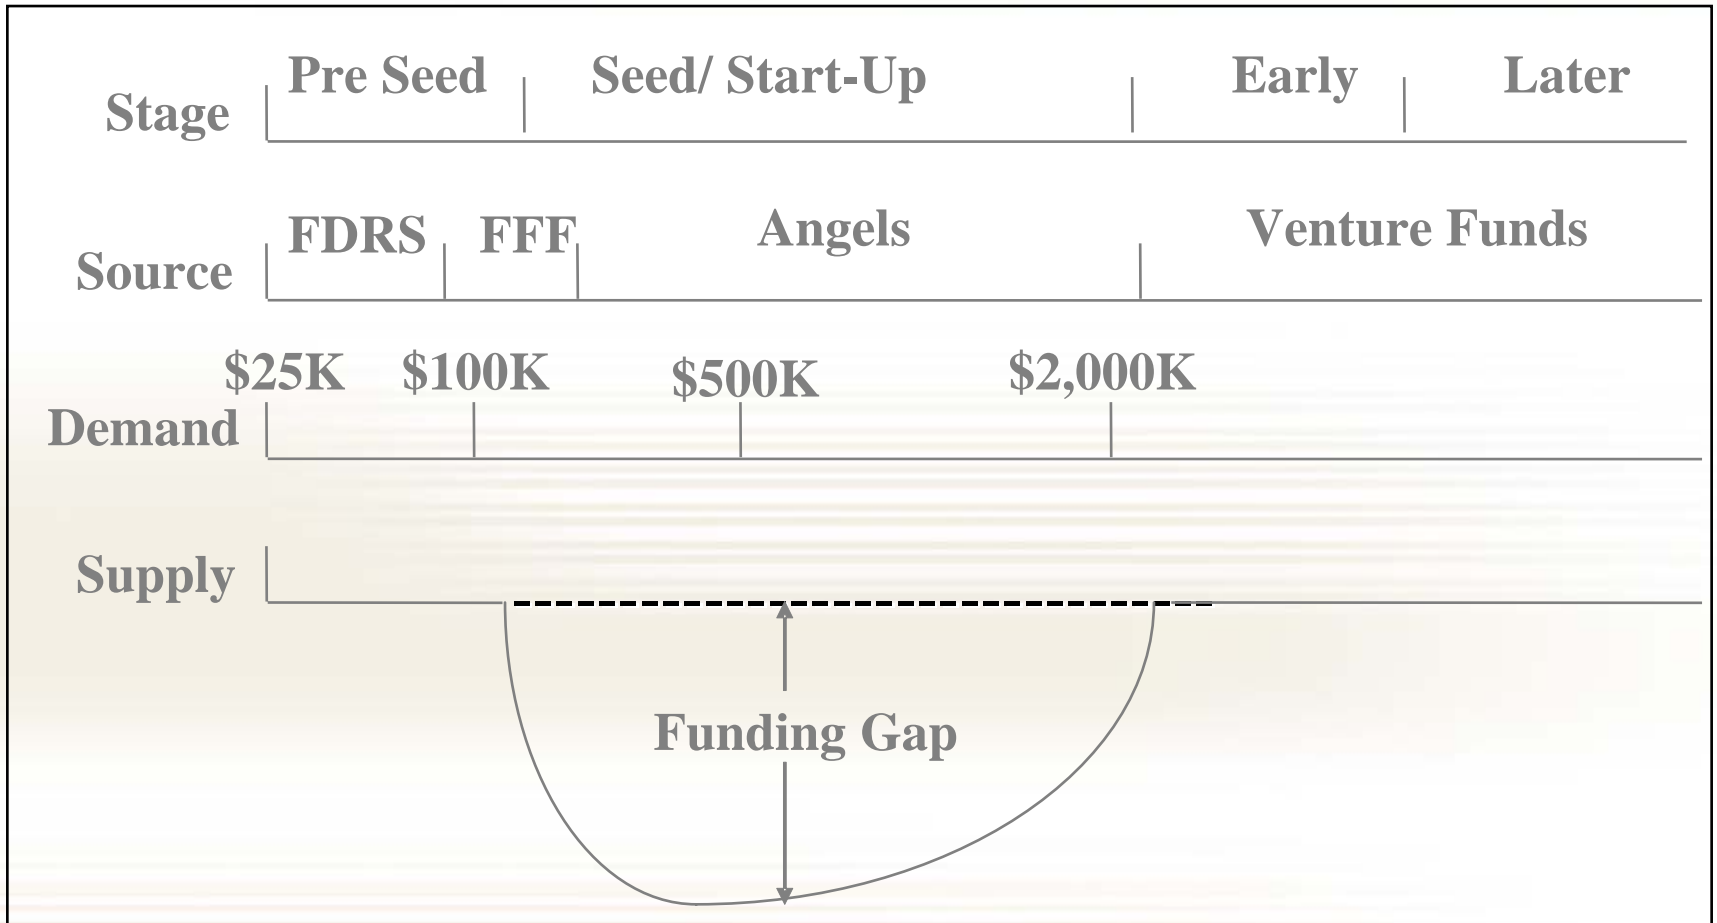 Stage Pre Seed Seed/ Start-Up Early Later
Source FDRS FFF Angels Venture Funds
$25K $100K $500K $2,000K
Demand
Supply
Funding Gap